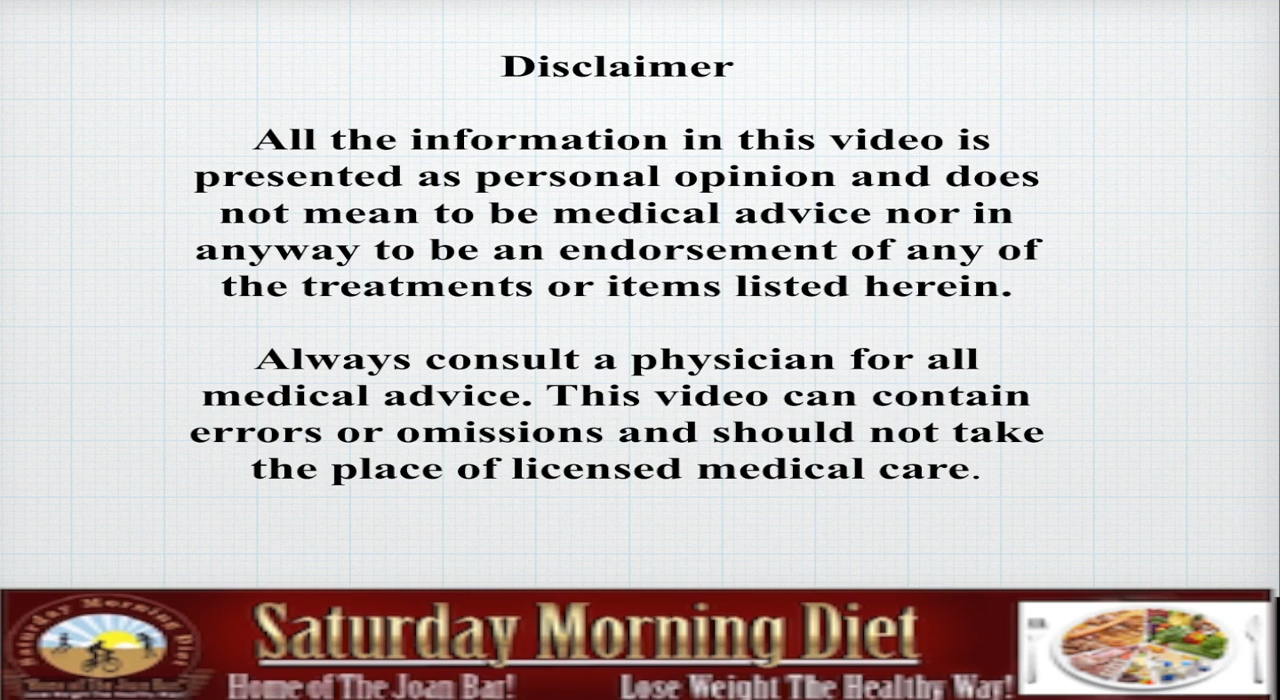 Disclaimer
All the information in this video is
presented as personal opinion and does
not mean to be medical advice nor in
anyway to be an endorsement of any of
the treatments or items listed herein.
Always consult a physician for all
medical advice. This video can contain
errors or omissions and should not take
the place of licensed medical care.
Saturday Morning Diet
Saturday Morning Diet
Home of The Joan Bar!
Lose Weight The Healthy Way!